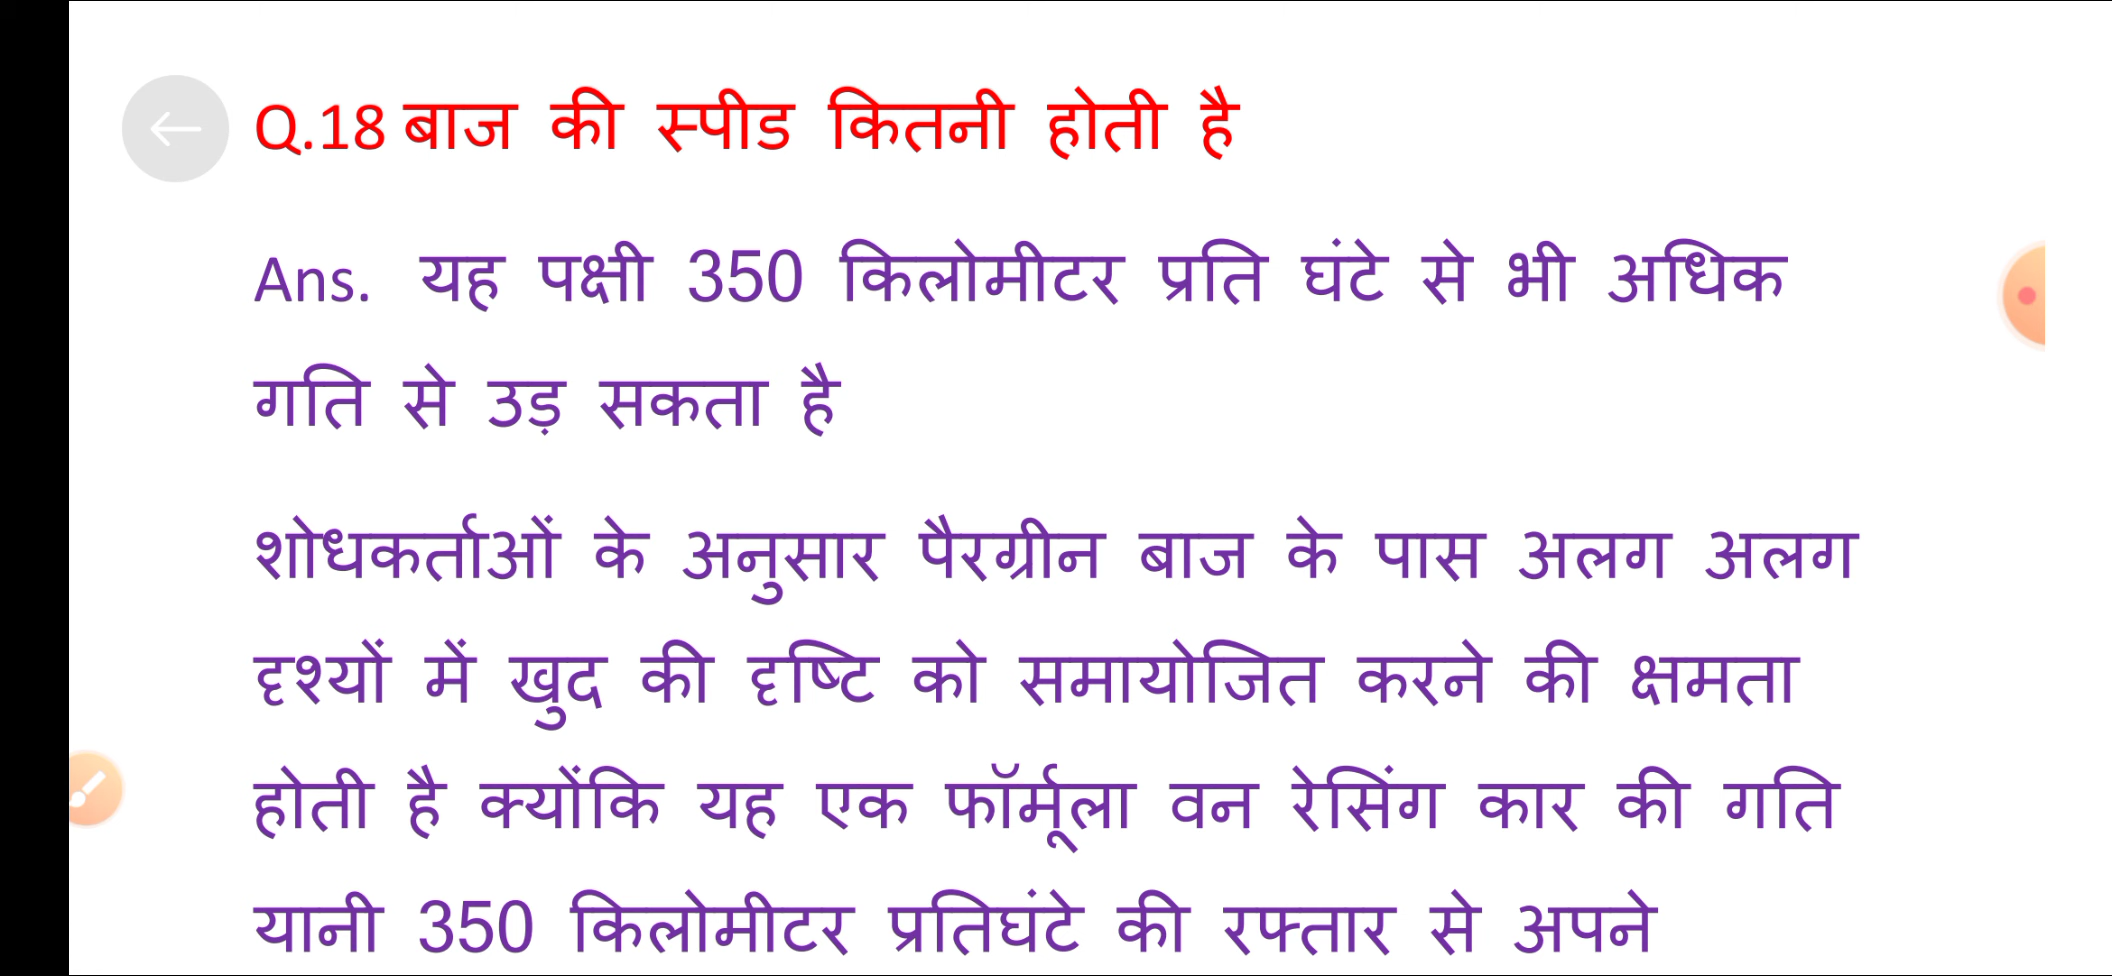 Q.18 बाज की स्पीड कितनी होती है
Ans. यह पक्षी 350 किलोमीटर प्रति घंटे से भी अधिक
गति से उड़ सकता है
शोधकर्ताओं के अनुसार पैरग्रीन बाज के पास अलग अलग
दृश्यों में खुद की दृष्टि को समायोजित करने की क्षमता
होती है क्योंकि यह एक फॉर्मूला वन रेसिंग कार की गति
यानी 350 किलोमीटर प्रतिघंटे की रफ्तार से अपने